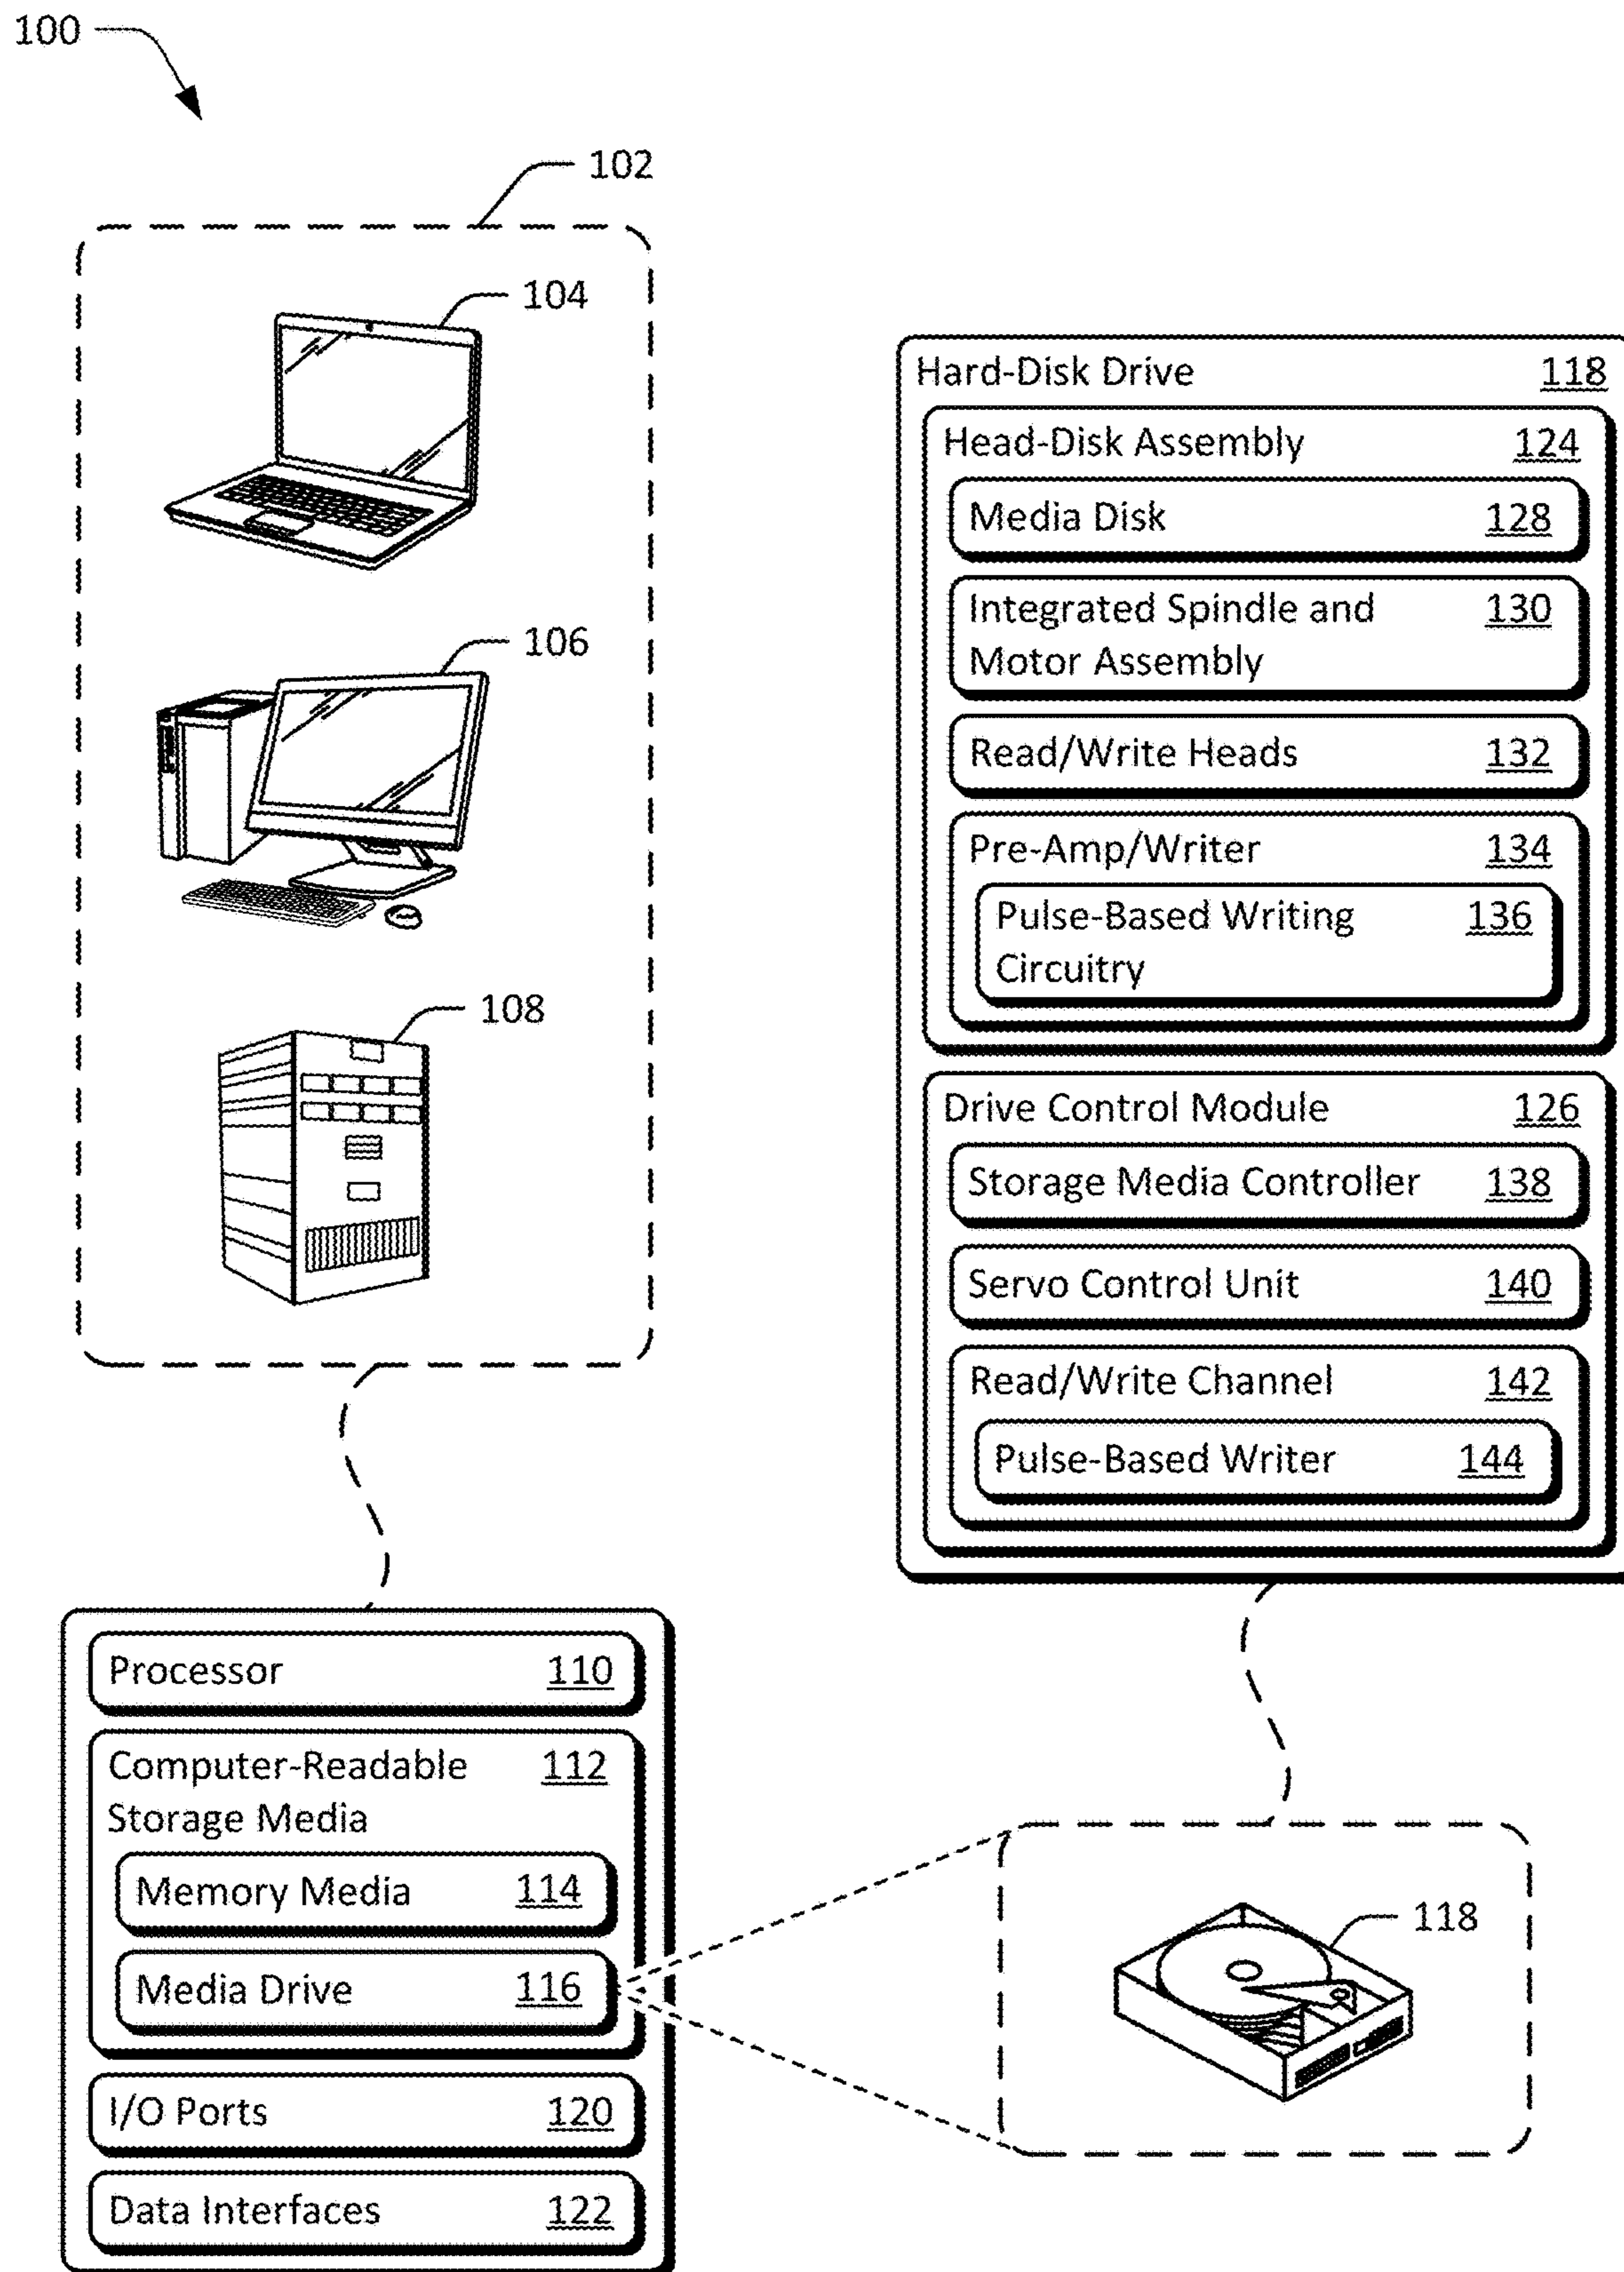 100
102
104
106
108
Hard-Disk Drive 118
Head-Disk Assembly 124
Media Disk 128
Integrated Spindle and 130
Motor Assembly
Read/Write Heads 132
Pre-Amp/Writer 134
Pulse-Based Writing 136
Circuitry
Drive Control Module 126
Storage Media Controller 138
Servo Control Unit 140
Read/Write Channel 142
Pulse-Based Writer 144
Processor 110
Computer-Readable 112
Storage Media
Memory Media 114
Media Drive 116
I/O Ports 120
Data Interfaces 122
118